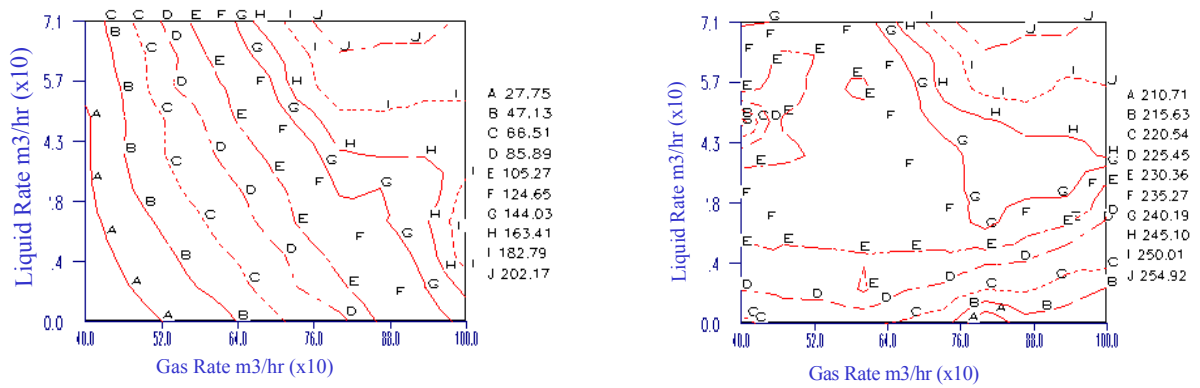 C C D E F G H I J
7.1
5.7
4.3
.8
.4
0.0
Liquid Rate m3/hr (x10)
40.0 52.0 64.0 76.0 88.0 100.0
Gas Rate m3/hr (x10)
A 27.75
B 47.13
C 66.51
D 85.89
E 105.27
F 124.65
G 144.03
H 163.41
I 182.79
J 202.17
G F G I J
7.1
5.7
4.3
.8
.4
0.0
Liquid Rate m3/hr (x10)
40.0 52.0 64.0 76.0 88.0 100.0
Gas Rate m3/hr (x10)
A 210.71
B 215.63
C 220.54
D 225.45
E 230.36
F 235.27
G 240.19
H 245.10
I 250.01
J 254.92